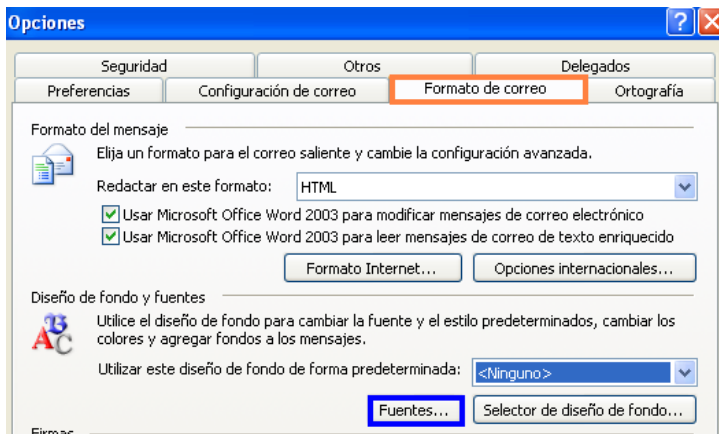 Opciones
Seguridad Otros Delegados
Preferencias Configuración de correo Formato de correo Ortografía
Formato del mensaje
Elija un formato para el correo saliente y cambie la configuración avanzada.
Redactar en este formato: HTML
Usar Microsoft Office Word 2003 para modificar mensajes de correo electrónico
Usar Microsoft Office Word 2003 para leer mensajes de correo de texto enriquecido
Formato Internet... Opciones internacionales...
Diseño de fondo y fuentes
Utilice el diseño de fondo para cambiar la fuente y el estilo predeterminados, cambiar los
colores y agregar fondos a los mensajes.
Utilizar este diseño de fondo de forma predeterminada: <Ninguno>
Fuentes... Selector de diseño de fondo...
Firmas